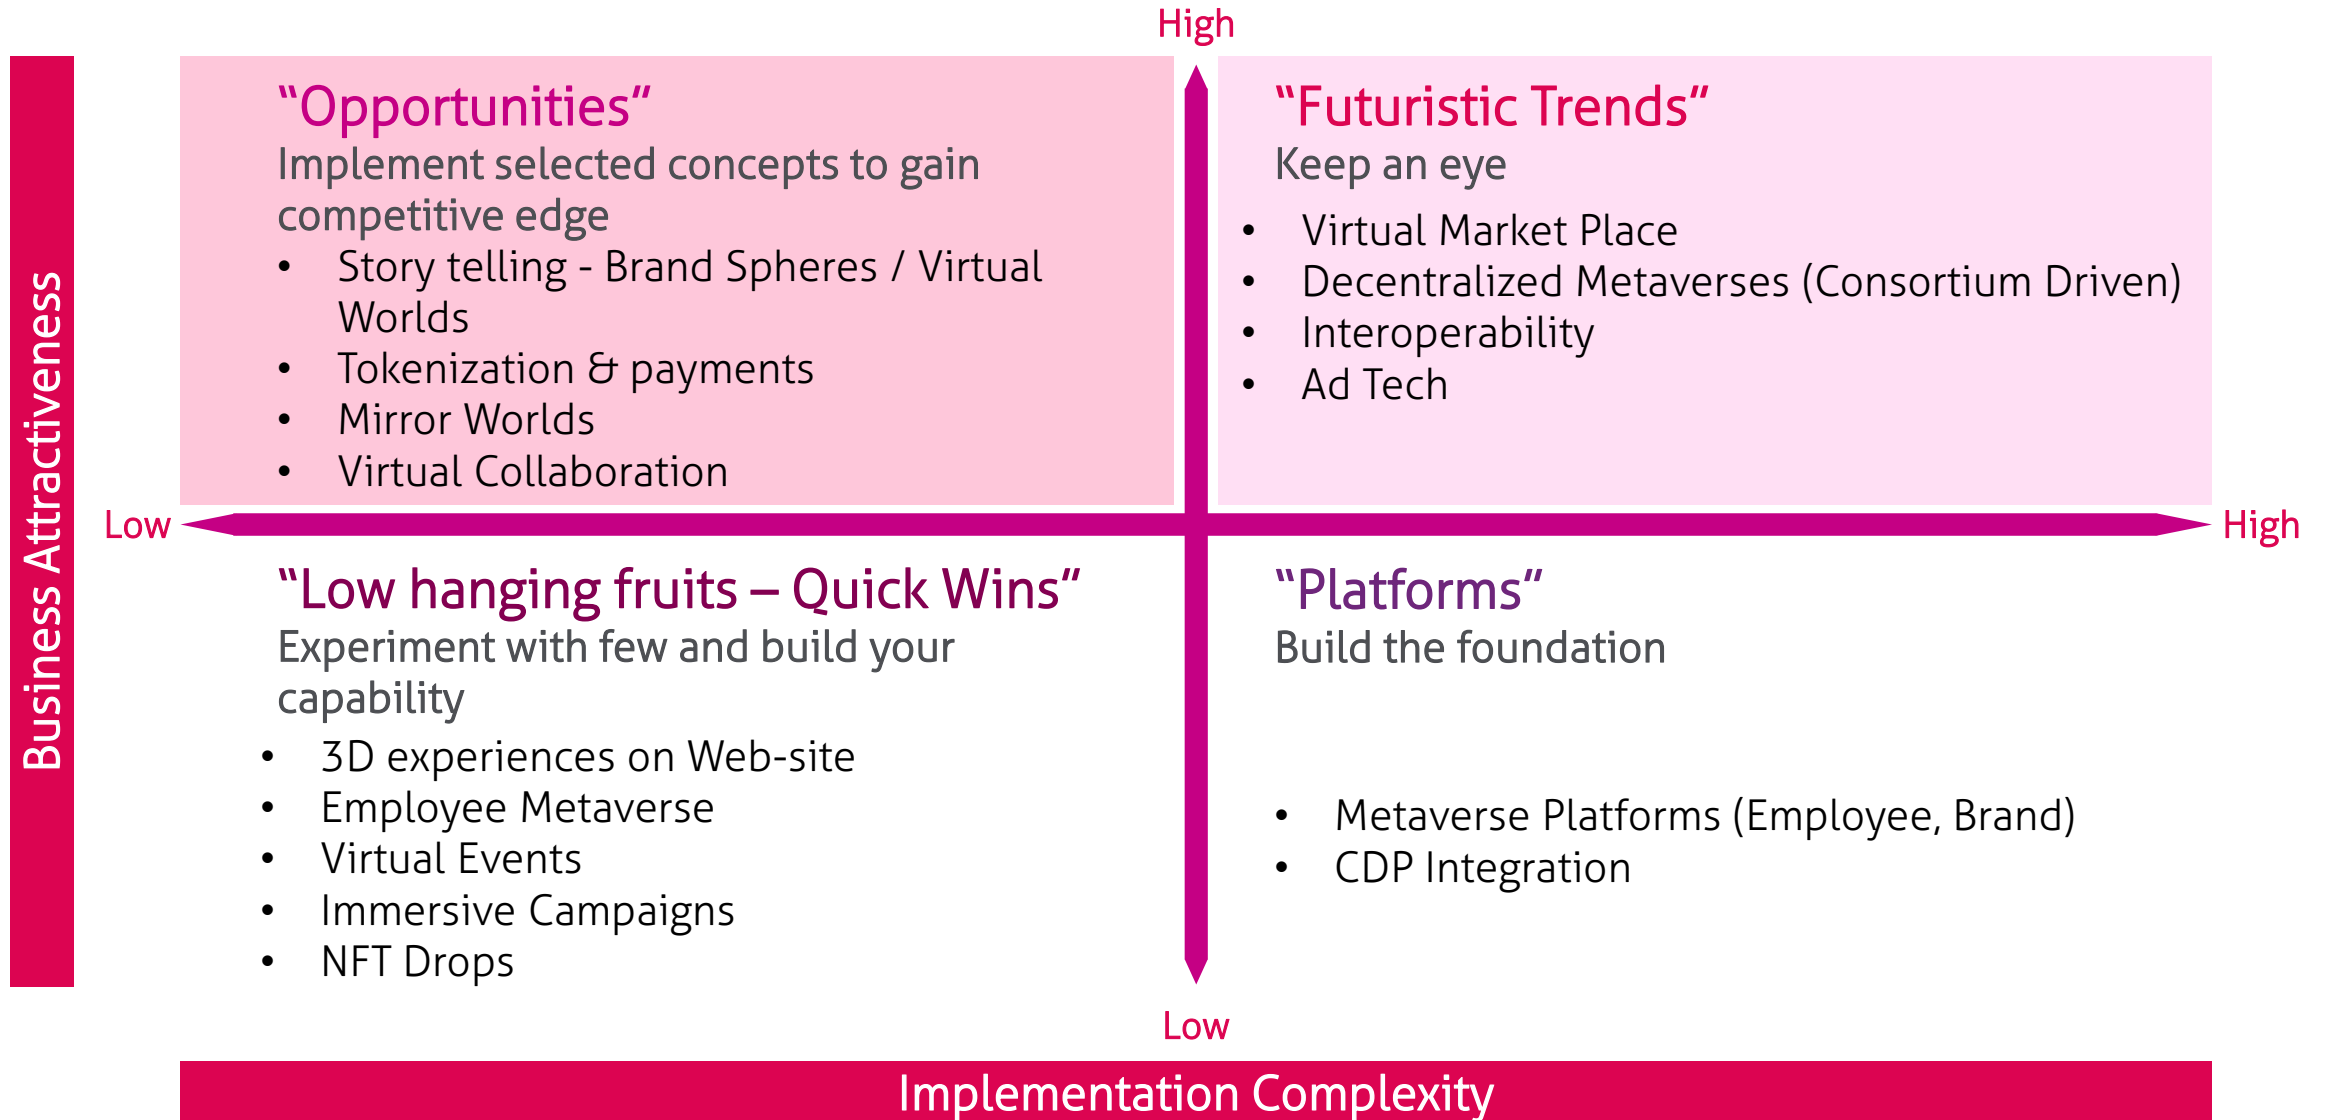 High
“Opportunities”
Implement selected concepts to gain
competitive edge
• Story telling - Brand Spheres / Virtual
Worlds
• Tokenization & payments
• Mirror Worlds
• Virtual Collaboration
“Futuristic Trends”
Keep an eye
• Virtual Market Place
• Decentralized Metaverses (Consortium Driven)
• Interoperability
• Ad Tech
Business Attractiveness
Low
High
“Low hanging fruits – Quick Wins”
Experiment with few and build your
capability
• 3D experiences on Web-site
• Employee Metaverse
• Virtual Events
• Immersive Campaigns
• NFT Drops
“Platforms”
Build the foundation
• Metaverse Platforms (Employee, Brand)
• CDP Integration
Low
Implementation Complexity